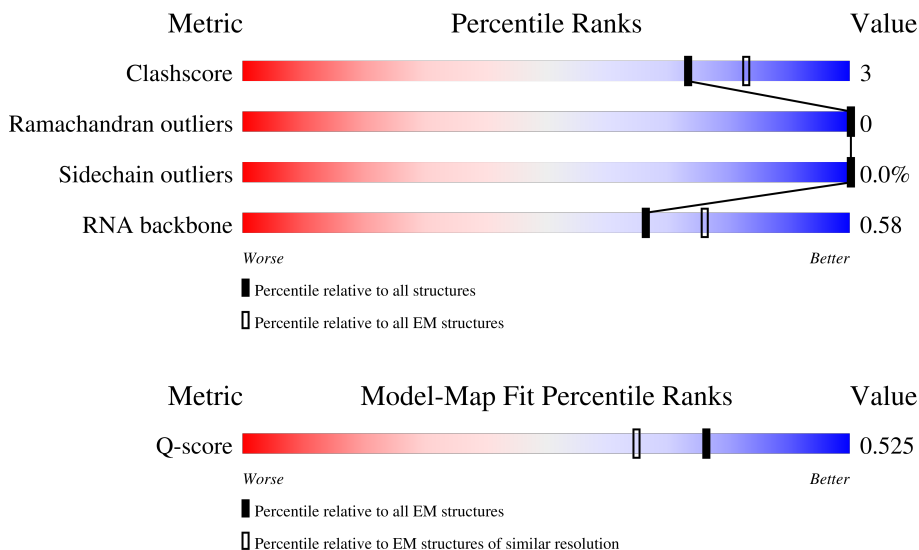 Metric Percentile Ranks Value
Clashscore 3
Ramachandran outliers 0
Sidechain outliers 0.0%
RNA backbone 0.58
Worse Better
Percentile relative to all structures
Percentile relative to all EM structures
Metric Model-Map Fit Percentile Ranks Value
Q-score 0.525
Worse Better
Percentile relative to all EM structures
Percentile relative to EM structures of similar resolution